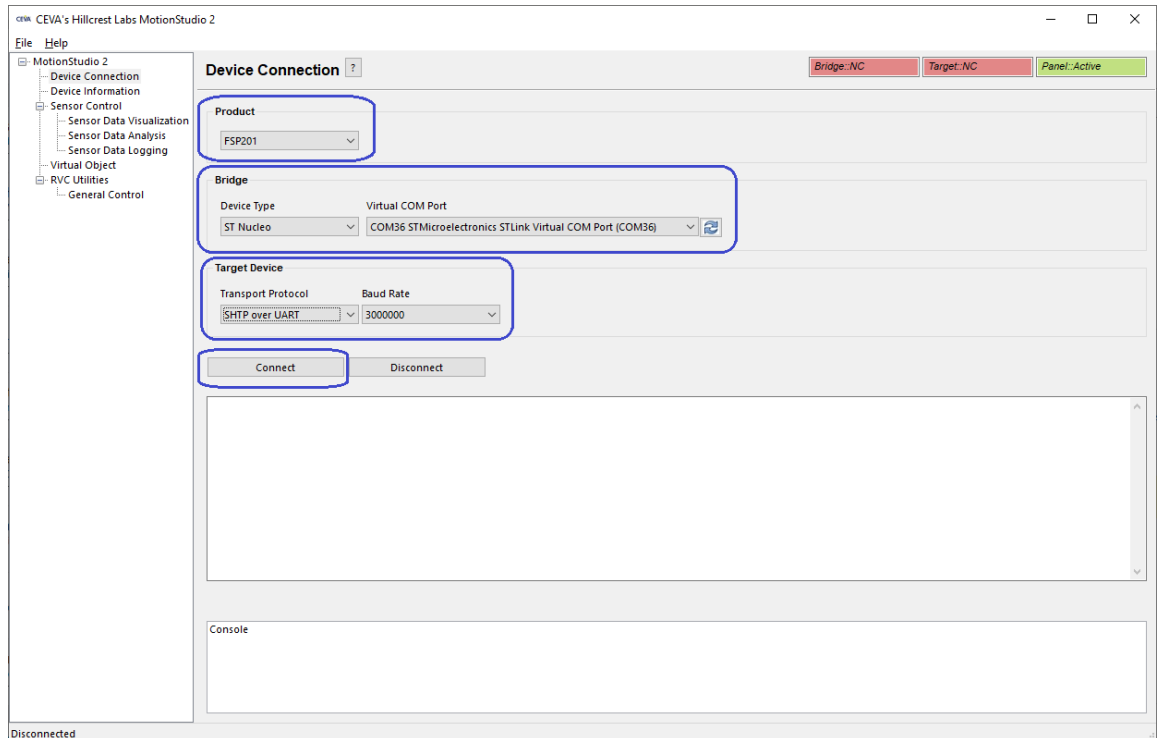 CEVA CEVA's Hillcrest Labs MotionStudio 2
File Help
MotionStudio 2
Device Connection
Device Information
Sensor Control
Sensor Data Visualization
Sensor Data Analysis
Sensor Data Logging
Virtual Object
RVC Utilities
General Control
Device Connection ?
Bridge::NC Target::NC Panel::Active
Product
FSP201
Bridge
Device Type Virtual COM Port
ST Nucleo COM36 STMicroelectronics STLink Virtual COM Port (COM36)
Target Device
Transport Protocol Baud Rate
SHTP over UART 3000000
Connect Disconnect
Console
Disconnected